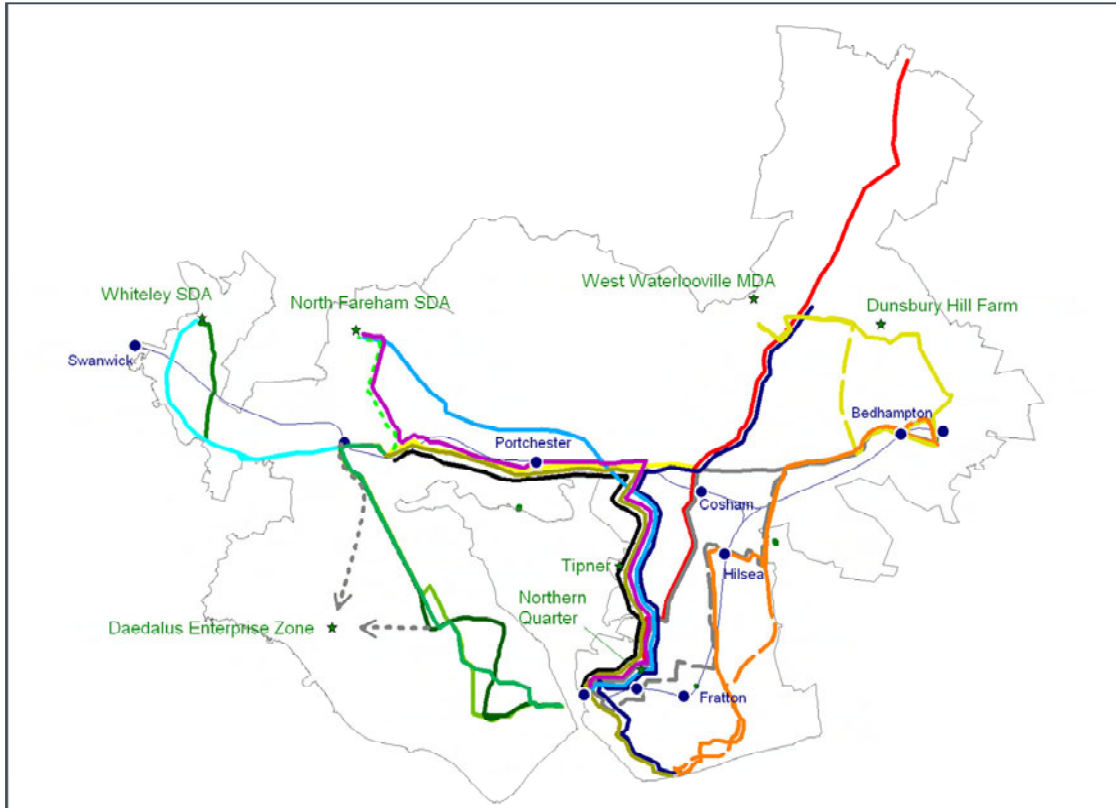 West Waterlooville MDA
Whiteley SDA
North Fareham SDA
Dunsbury Hill Farm
Swanwick
Bedhampton
Portchester
Cosham
Tipner
Hilsea
Northern
Quarter
Daedalus Enterprise Zone
Fratton